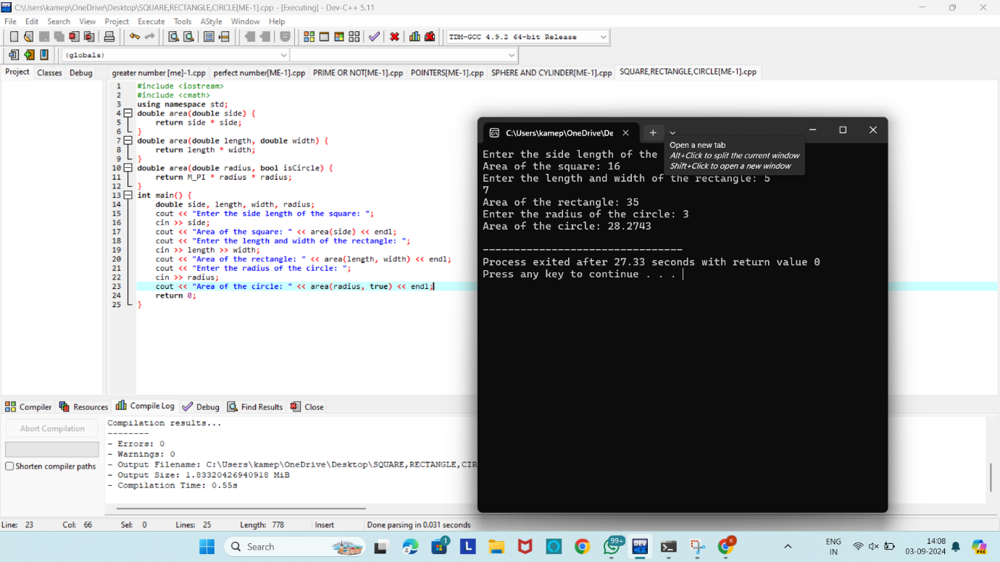 C:\Users\kamep\OneDrive\Desktop\SQUARE,RECTANGLE,CIRCLE[ME-1].cpp - [Executing] - Dev-C++ 5.11
File Edit Search View Project Execute Tools AStyle Window Help
TDM-GCC 4.9.2 64-bit Release
(globals)
Project Classes Debug
greater number [me]-1.cpp perfect number[ME-1].cpp PRIME OR NOT[ME-1].cpp POINTERS[ME-1].cpp SPHERE AND CYLINDER[ME-1].cpp SQUARE,RECTANGLE,CIRCLE[ME-1].cpp
1 #include <iostream>
2 #include <cmath>
3 using namespace std;
4 double area(double side) {
5 return side * side;
6 }
7 double area(double length, double width) {
8 return length * width;
9 }
10 double area(double radius, bool isCircle) {
11 return M_PI * radius * radius;
12 }
13 int main() {
14 double side, length, width, radius;
15 cout << "Enter the side length of the square: ";
16 cin >> side;
17 cout << "Area of the square: " << area(side) << endl;
18 cout << "Enter the length and width of the rectangle: ";
19 cin >> length >> width;
20 cout << "Area of the rectangle: " << area(length, width) << endl;
21 cout << "Enter the radius of the circle: ";
22 cin >> radius;
23 cout << "Area of the circle: " << area(radius, true) << endl;
24 return 0;
25 }
C:\Users\kamep\OneDrive\De
Open a new tab
Alt+Click to split the current window
Shift+Click to open a new window
Enter the side length of the
Area of the square: 16
Enter the length and width of the rectangle: 5
7
Area of the rectangle: 35
Enter the radius of the circle: 3
Area of the circle: 28.2743
--------------------------------
Process exited after 27.33 seconds with return value 0
Press any key to continue . . .
Compiler Resources Compile Log Debug Find Results Close
Abort Compilation
Shorten compiler paths
Compilation results...
--------
- Errors: 0
- Warnings: 0
- Output Filename: C:\Users\kamep\OneDrive\Desktop\SQUARE,RECTANGLE,CIR
- Output Size: 1.83320426940918 MiB
- Compilation Time: 0.55s
Line: 23 Col: 66 Sel: 0 Lines: 25 Length: 778 Insert Done parsing in 0.031 seconds
Search
1
L
99+
DEV
K
ENG
IN
14:08
03-09-2024
PRE